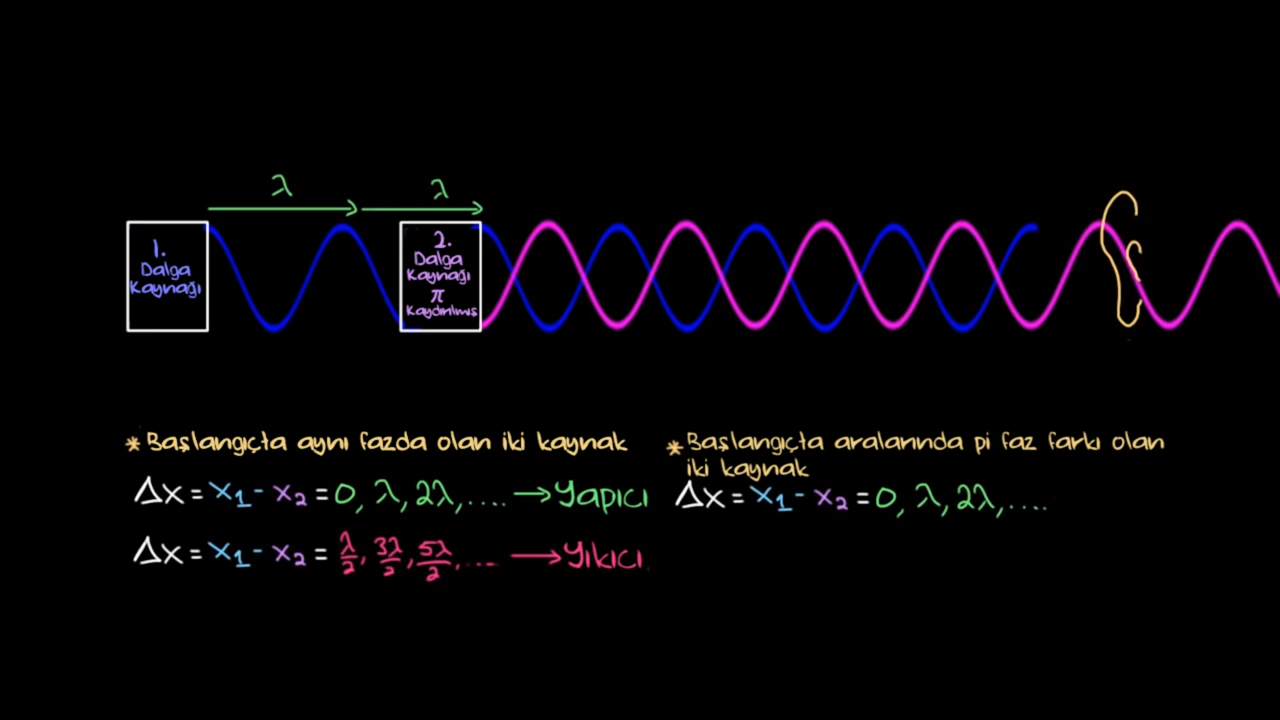 λ λ
1.
Dalga
Kaynağı
2.
Dalga
Kaynağı
π
Kaydırılmış
* Başlangıçta aynı fazda olan iki kaynak
Δx = x₁ - x₂ = 0, λ, 2λ, .... → Yapıcı
Δx = x₁ - x₂ = λ/2, 3λ/2, 5λ/2, .... → Yıkıcı
* Başlangıçta aralarında pi faz farkı olan
iki kaynak
Δx = x₁ - x₂ = 0, λ, 2λ, ....